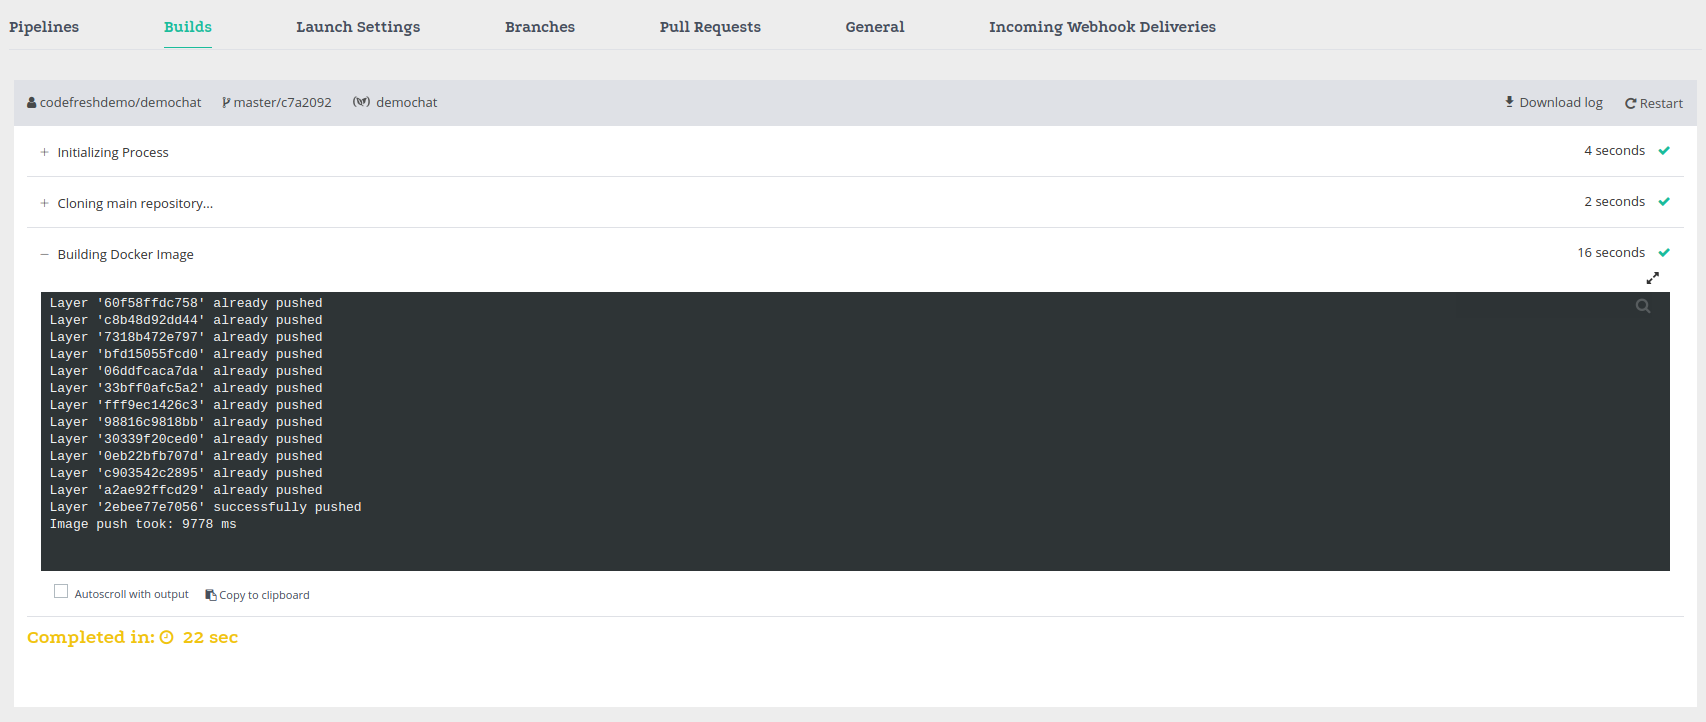 Pipelines Builds Launch Settings Branches Pull Requests General Incoming Webhook Deliveries
codefreshdemo/demochat master/c7a2092 demochat Download log Restart
+ Initializing Process 4 seconds
+ Cloning main repository... 2 seconds
− Building Docker Image 16 seconds
Layer '60f58ffdc758' already pushed
Layer 'c8b48d92dd44' already pushed
Layer '7318b472e797' already pushed
Layer 'bfd15055fcd0' already pushed
Layer '06ddfcaca7da' already pushed
Layer '33bff0afc5a2' already pushed
Layer 'fff9ec1426c3' already pushed
Layer '98816c9818bb' already pushed
Layer '30339f20ced0' already pushed
Layer '0eb22bfb707d' already pushed
Layer 'c903542c2895' already pushed
Layer 'a2ae92ffcd29' already pushed
Layer '2ebee77e7056' successfully pushed
Image push took: 9778 ms
Autoscroll with output Copy to clipboard
Completed in: 22 sec